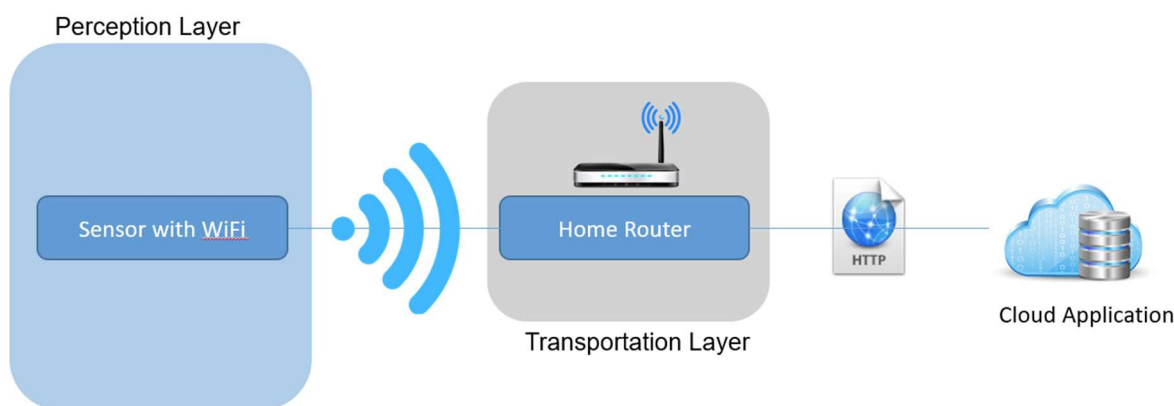 Perception Layer
Sensor with WiFi
Home Router
HTTP
Transportation Layer
Cloud Application